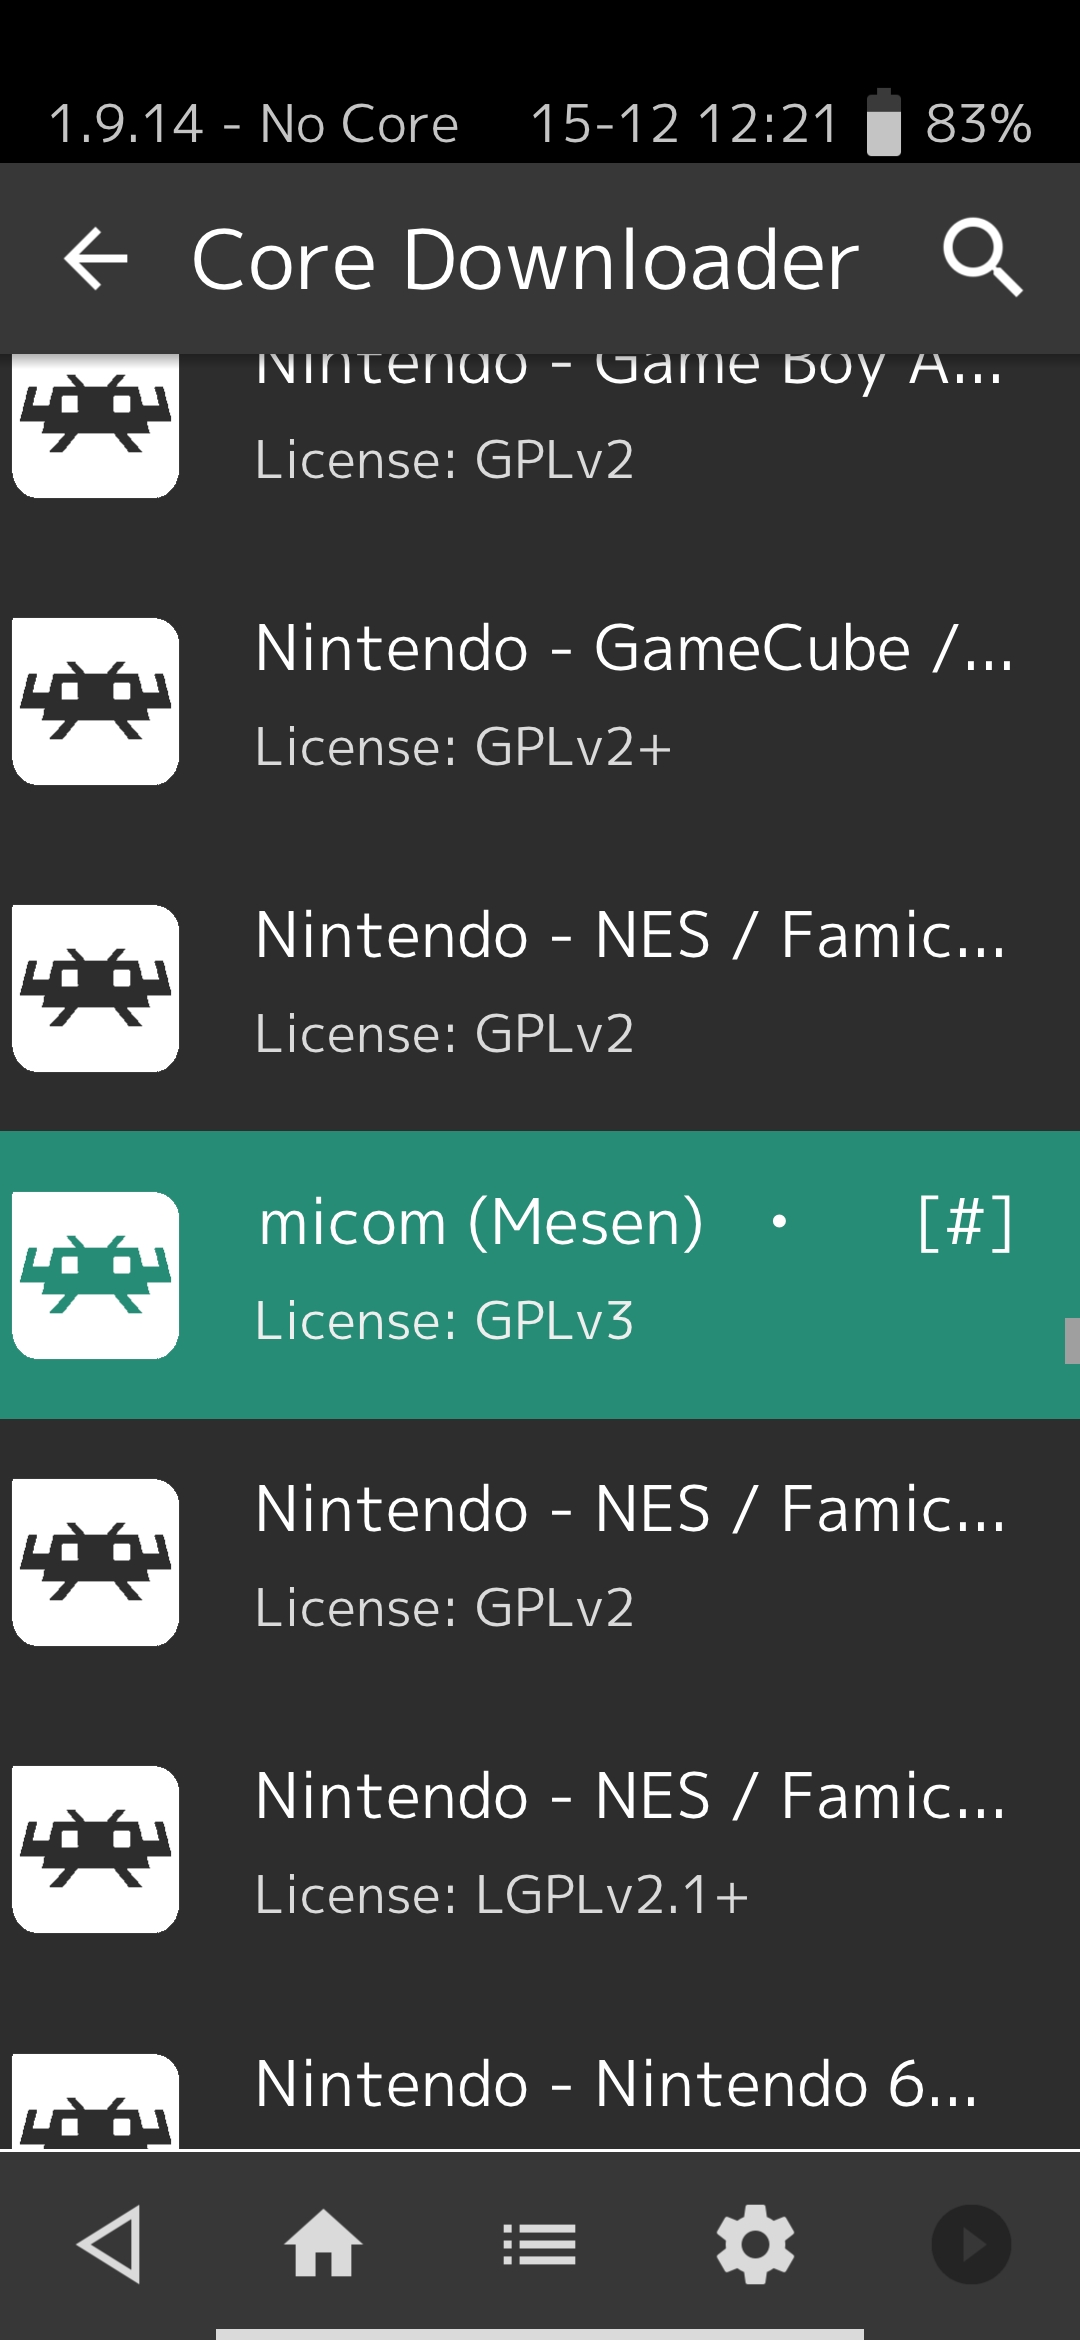 1.9.14 - No Core 15-12 12:21 83%
Core Downloader
Nintendo - Game Boy A...
License: GPLv2
Nintendo - GameCube /...
License: GPLv2+
Nintendo - NES / Famic...
License: GPLv2
micom (Mesen) • [#]
License: GPLv3
Nintendo - NES / Famic...
License: GPLv2
Nintendo - NES / Famic...
License: LGPLv2.1+
Nintendo - Nintendo 6...